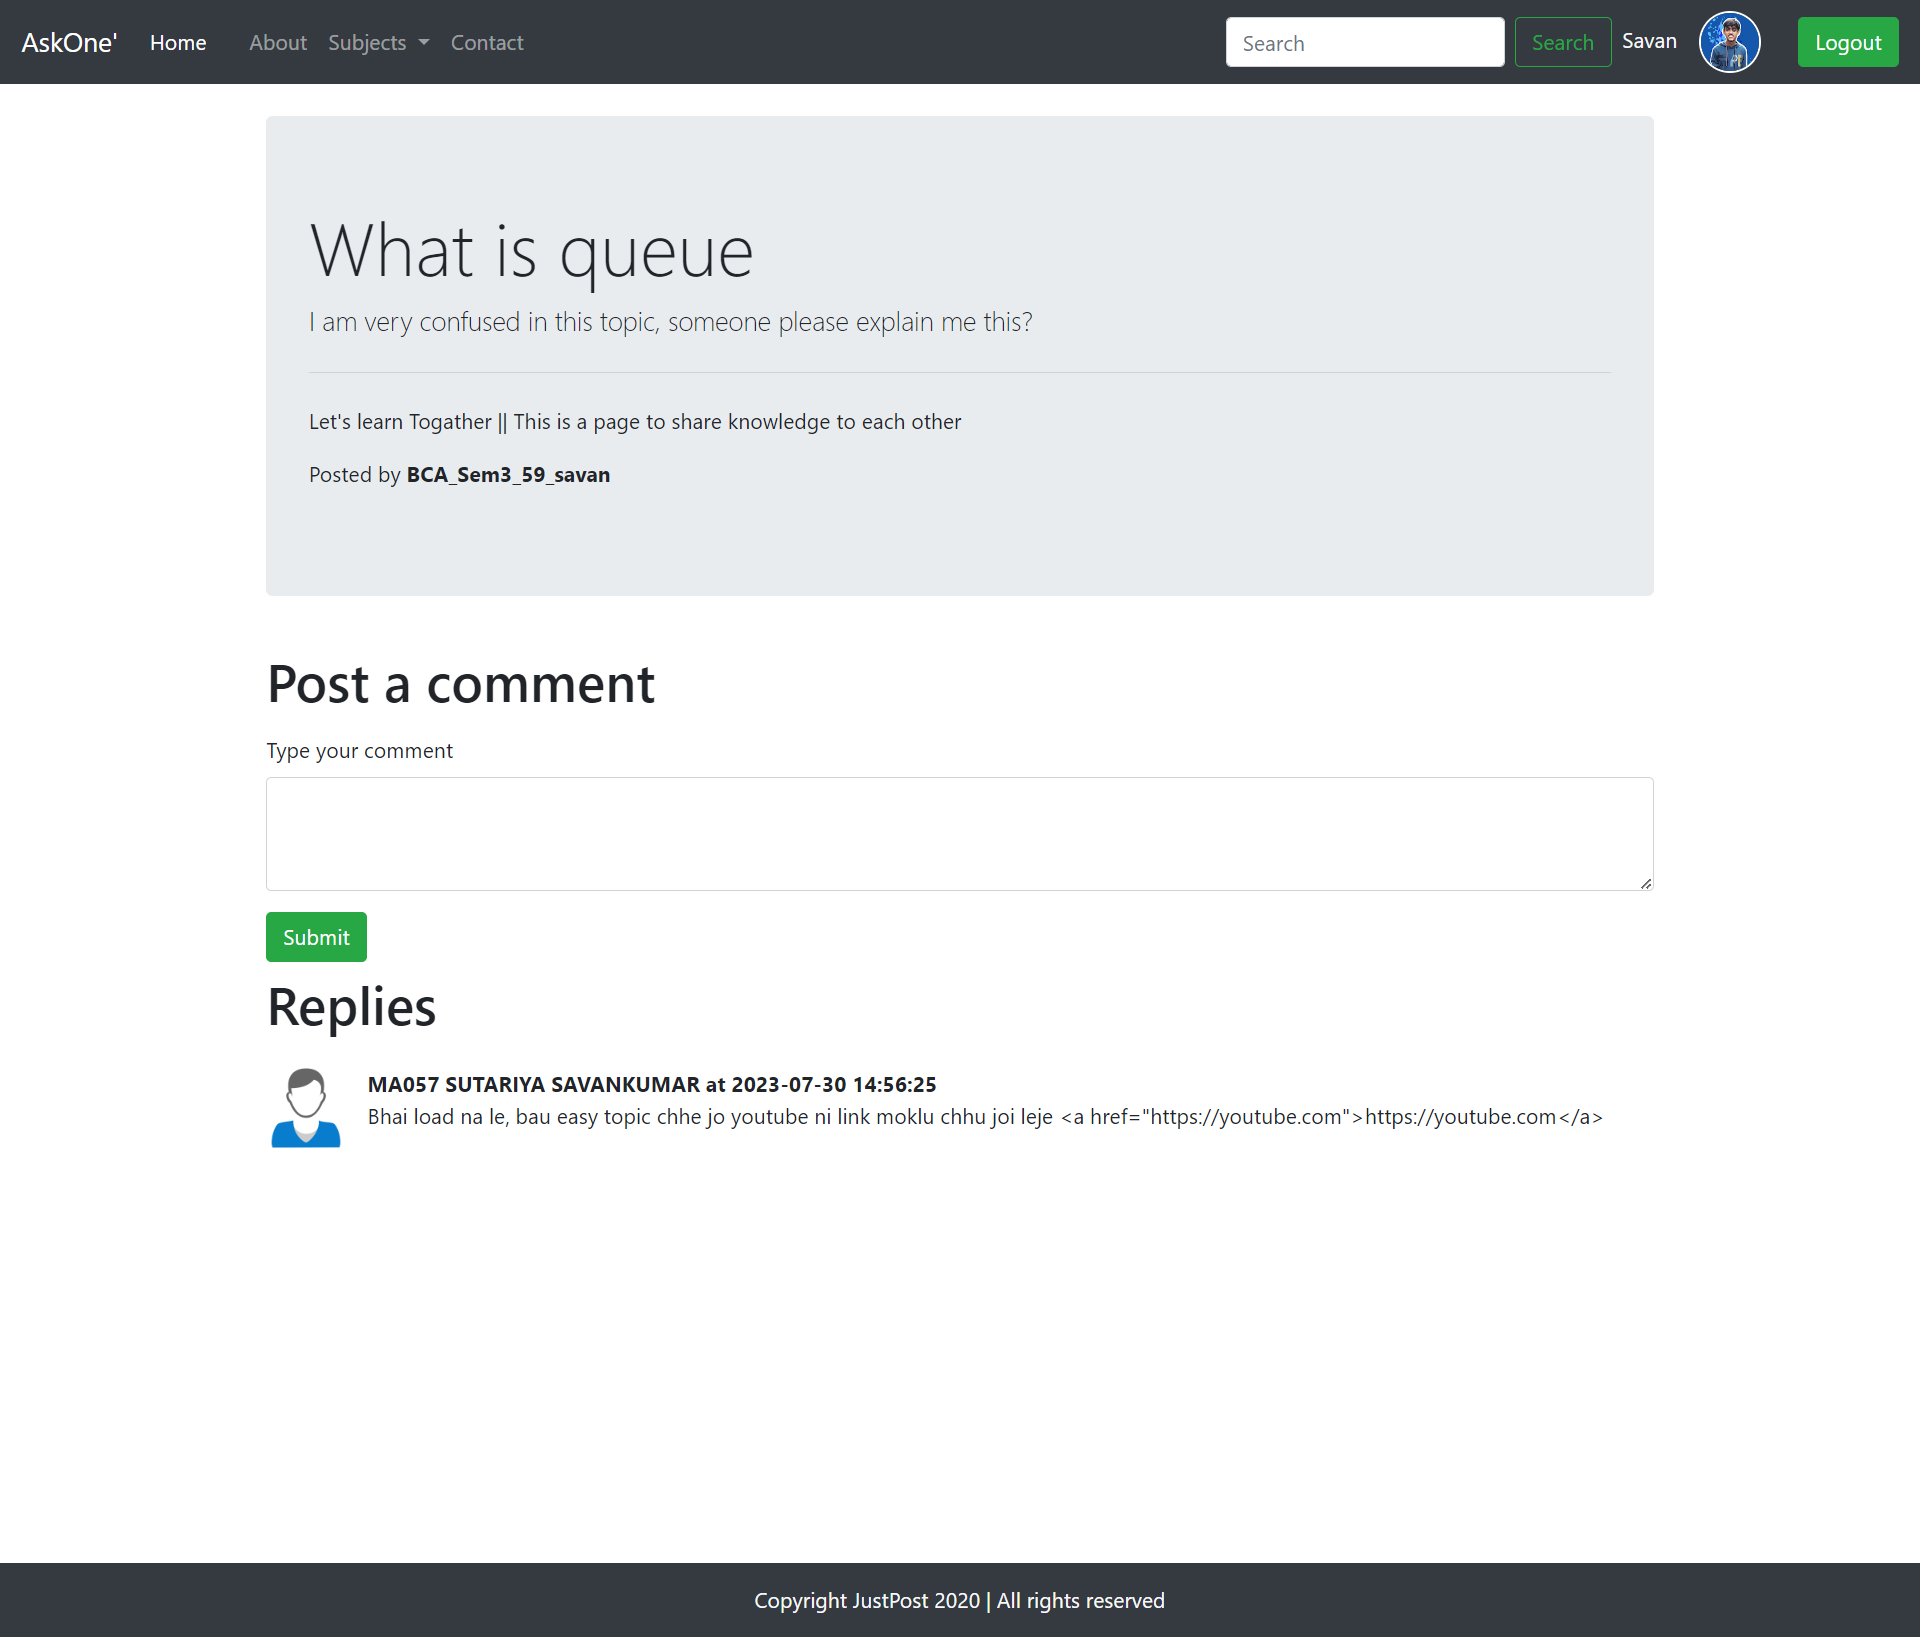 AskOne' Home About Subjects Contact Search Search Savan Logout
What is queue
I am very confused in this topic, someone please explain me this?
Let's learn Togather || This is a page to share knowledge to each other
Posted by BCA_Sem3_59_savan
Post a comment
Type your comment
Submit
Replies
MA057 SUTARIYA SAVANKUMAR at 2023-07-30 14:56:25
Bhai load na le, bau easy topic chhe jo youtube ni link moklu chhu joi leje <a href="https://youtube.com">https://youtube.com</a>
Copyright JustPost 2020 | All rights reserved